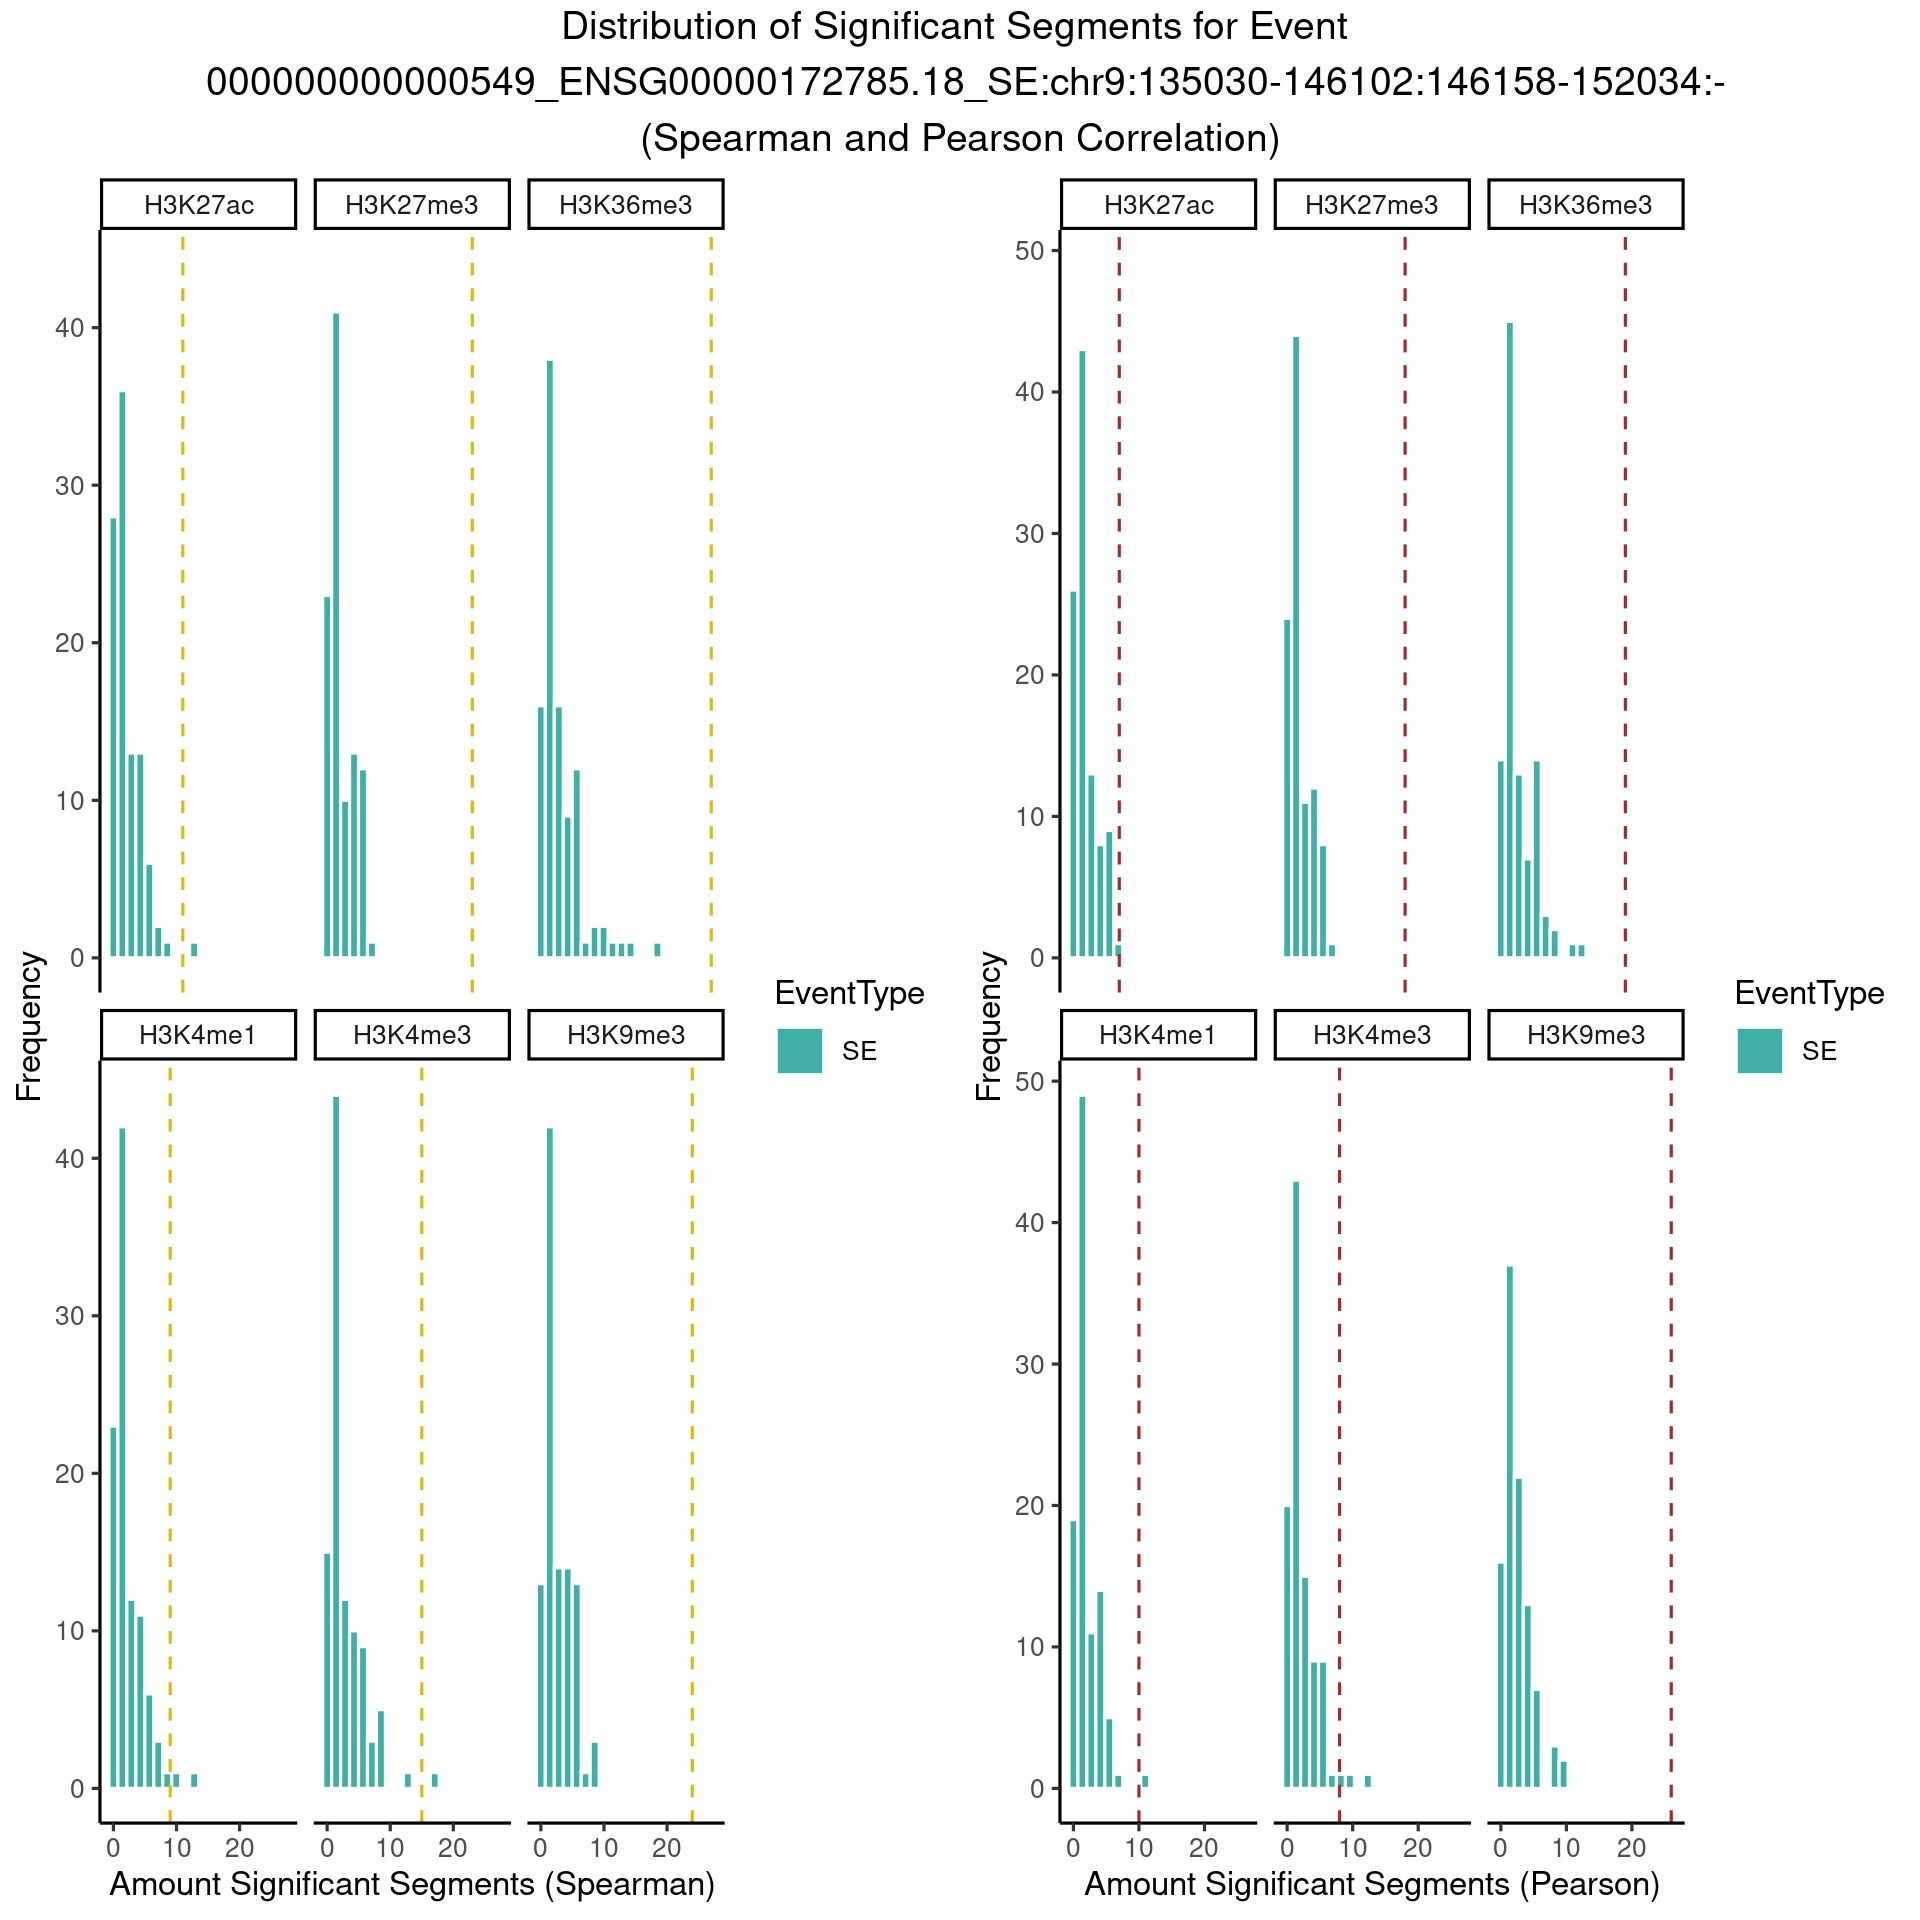 Distribution of Significant Segments for Event
000000000000549_ENSG00000172785.18_SE:chr9:135030-146102:146158-152034:-
(Spearman and Pearson Correlation)
H3K27ac H3K27me3 H3K36me3
40
30
20
10
0
H3K4me1 H3K4me3 H3K9me3
40
30
20
10
0
0 10 20 0 10 20 0 10 20
Frequency
Amount Significant Segments (Spearman)
EventType
SE
H3K27ac H3K27me3 H3K36me3
50
40
30
20
10
0
H3K4me1 H3K4me3 H3K9me3
50
40
30
20
10
0
0 10 20 0 10 20 0 10 20
Frequency
Amount Significant Segments (Pearson)
EventType
SE